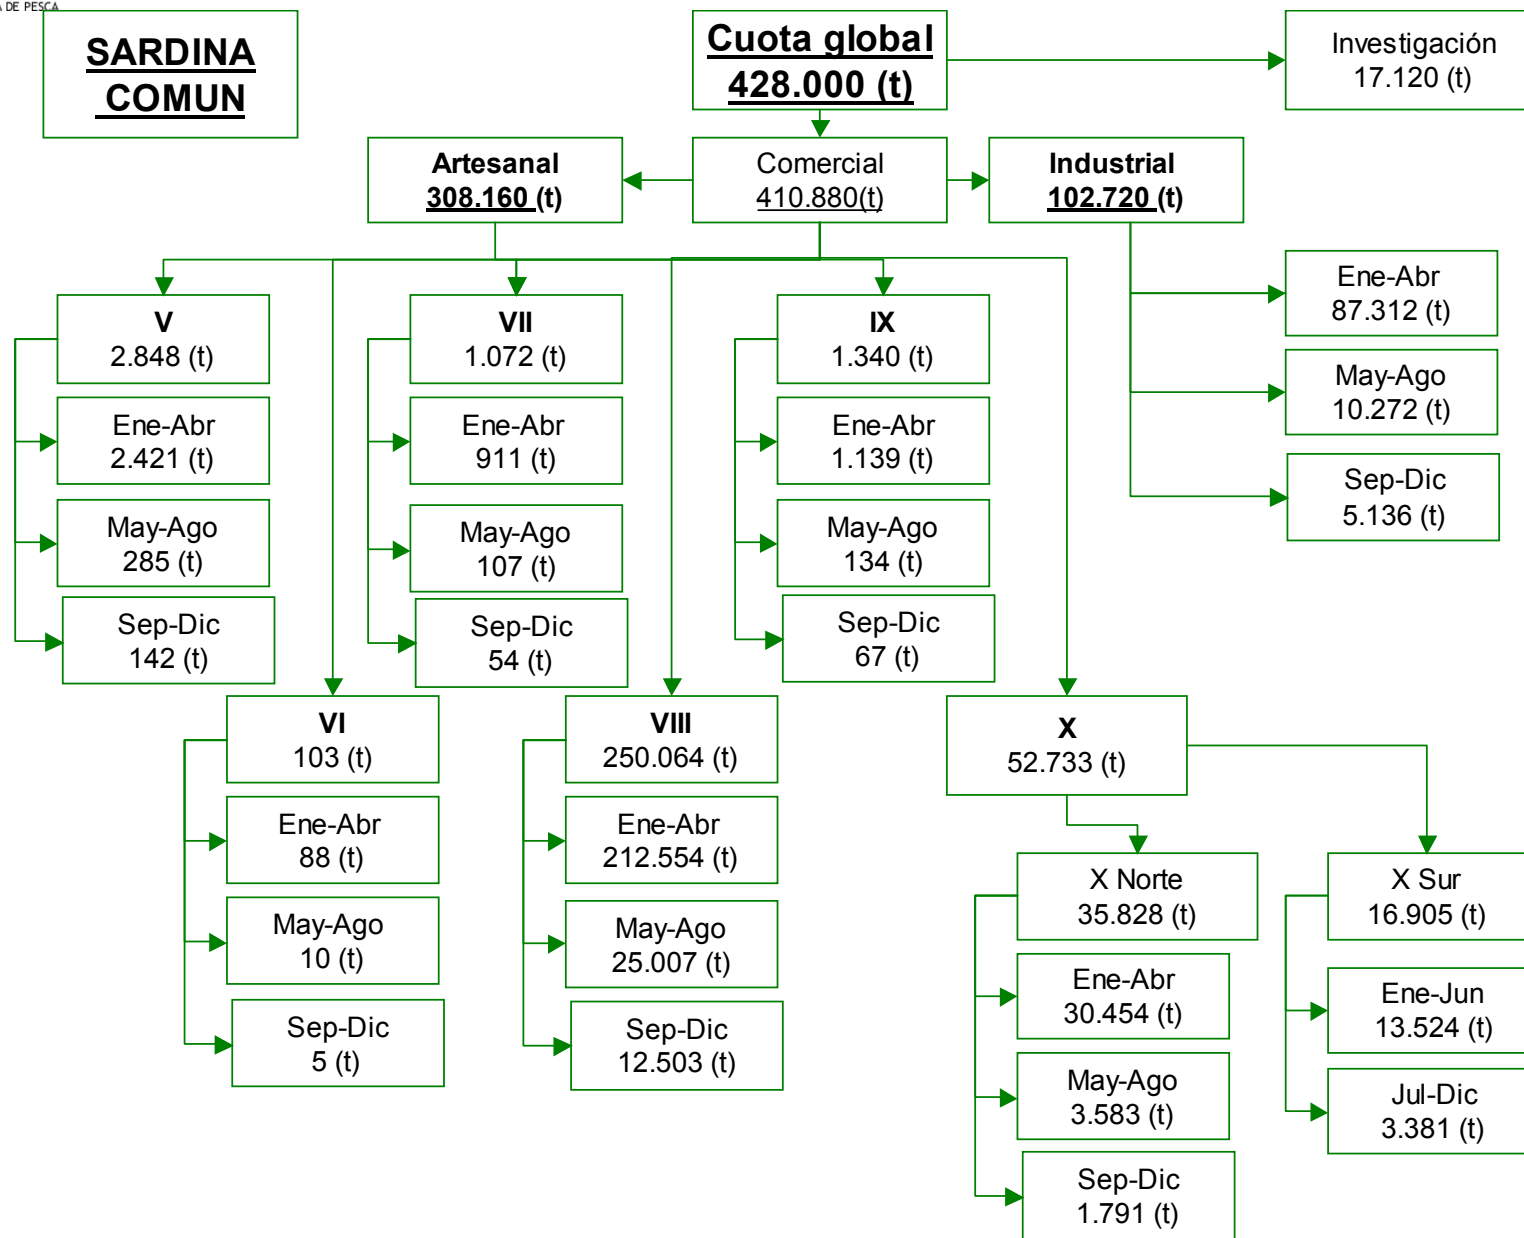 DE PESCA
SARDINA
COMUN
Cuota global
428.000 (t)
Investigación
17.120 (t)
Artesanal
308.160 (t)
Comercial
410.880(t)
Industrial
102.720 (t)
Ene-Abr
87.312 (t)
May-Ago
10.272 (t)
Sep-Dic
5.136 (t)
V
2.848 (t)
Ene-Abr
2.421 (t)
May-Ago
285 (t)
Sep-Dic
142 (t)
VII
1.072 (t)
Ene-Abr
911 (t)
May-Ago
107 (t)
Sep-Dic
54 (t)
IX
1.340 (t)
Ene-Abr
1.139 (t)
May-Ago
134 (t)
Sep-Dic
67 (t)
VI
103 (t)
Ene-Abr
88 (t)
May-Ago
10 (t)
Sep-Dic
5 (t)
VIII
250.064 (t)
Ene-Abr
212.554 (t)
May-Ago
25.007 (t)
Sep-Dic
12.503 (t)
X
52.733 (t)
X Norte
35.828 (t)
Ene-Abr
30.454 (t)
May-Ago
3.583 (t)
Sep-Dic
1.791 (t)
X Sur
16.905 (t)
Ene-Jun
13.524 (t)
Jul-Dic
3.381 (t)